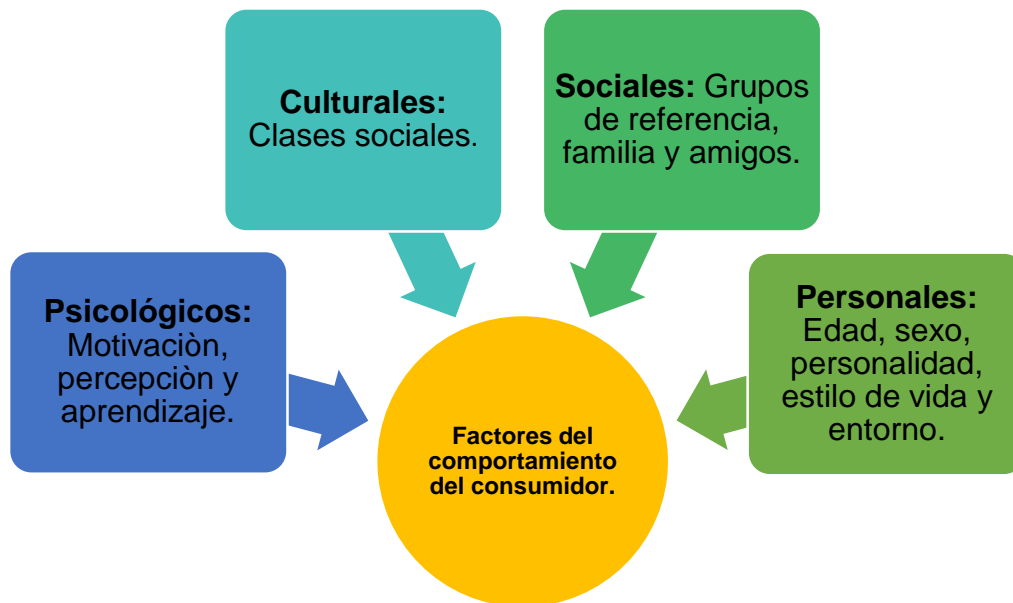 Culturales:
Clases sociales.
Sociales: Grupos
de referencia,
familia y amigos.
Psicológicos:
Motivaciòn,
percepciòn y
aprendizaje.
Personales:
Edad, sexo,
personalidad,
estilo de vida y
entorno.
Factores del
comportamiento
del consumidor.